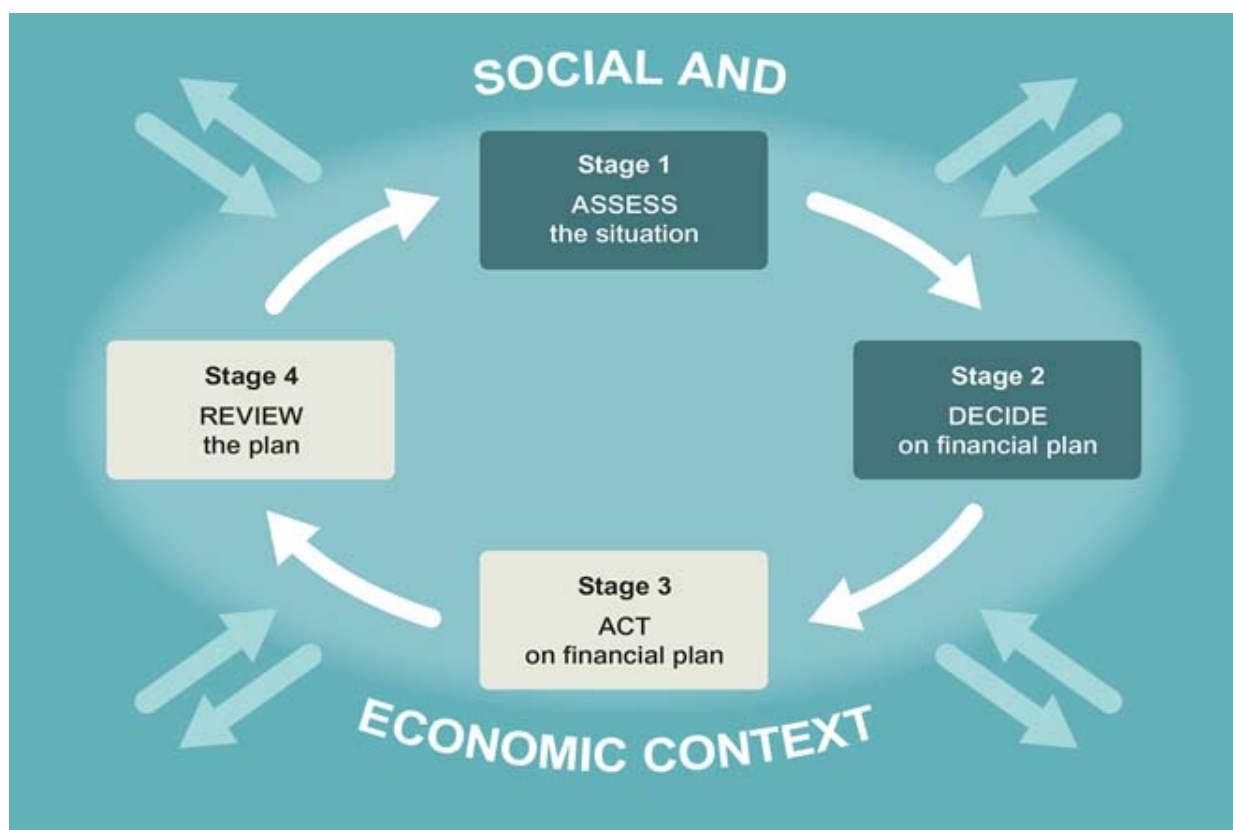 SOCIAL AND
Stage 1
ASSESS
the situation
Stage 2
DECIDE
on financial plan
Stage 3
ACT
on financial plan
Stage 4
REVIEW
the plan
ECONOMIC CONTEXT